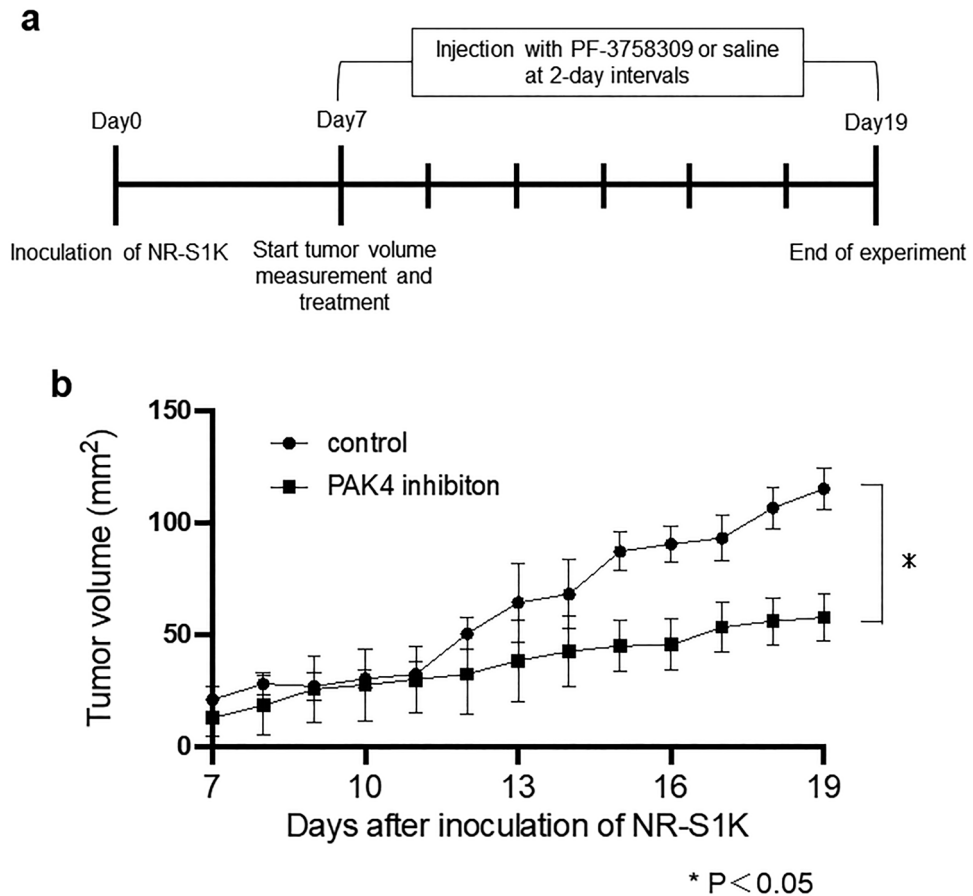 a
Injection with PF-3758309 or saline
at 2-day intervals
Day0
Day7
Day19
Inoculation of NR-S1K
Start tumor volume
measurement and
treatment
End of experiment
b
150
100
50
0
Tumor volume (mm2)
control
PAK4 inhibiton
*
7
10
13
16
19
Days after inoculation of NR-S1K
* P<0.05